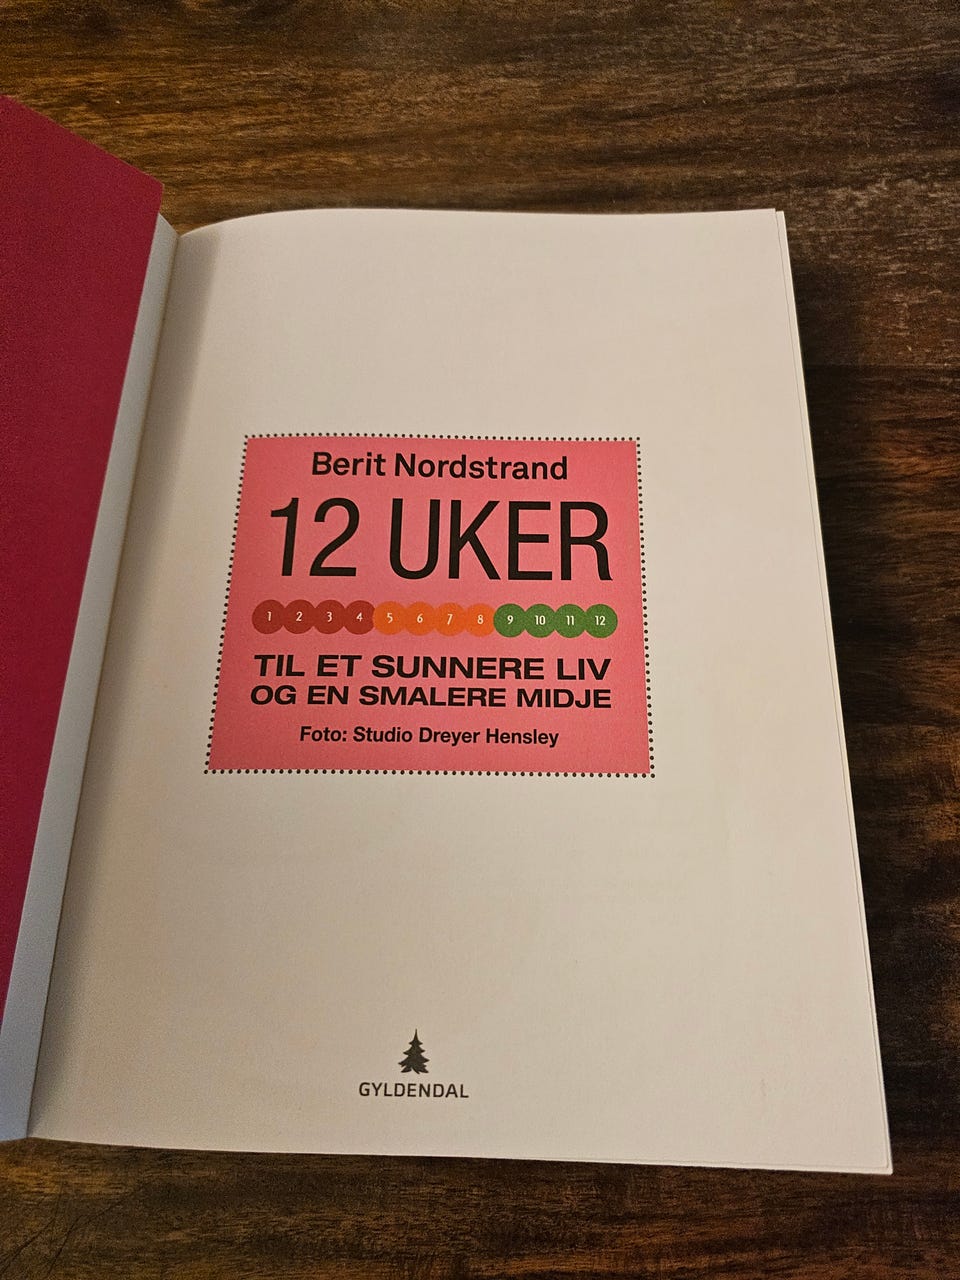 Berit Nordstrand
12 UKER
1 2 3 4 5 6 7 8 9 10 11 12
TIL ET SUNNERE LIV
OG EN SMALERE MIDJE
Foto: Studio Dreyer Hensley
GYLDENDAL